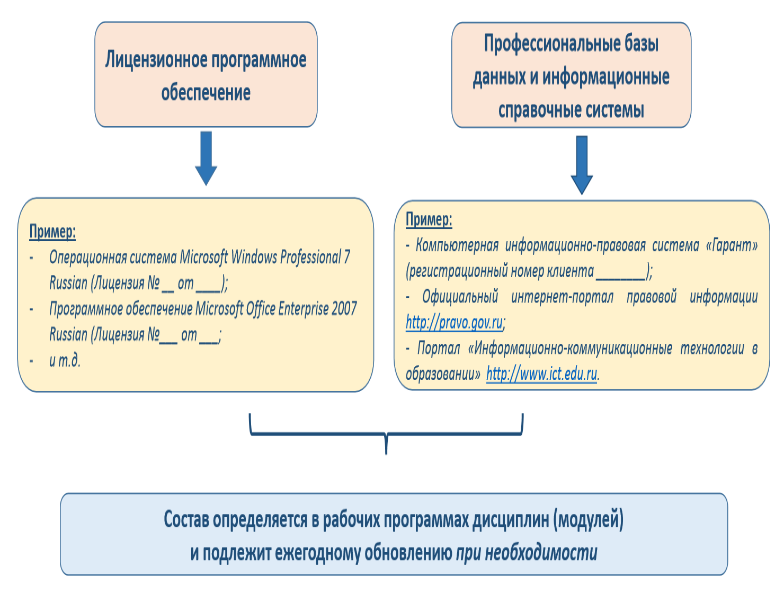 Лицензионное программное
обеспечение
Профессиональные базы
данных и информационные
справочные системы
Пример:
- Операционная система Microsoft Windows Professional 7
Russian (Лицензия № __ от ____);
- Программное обеспечение Microsoft Office Enterprise 2007
Russian (Лицензия №___ от ___;
- и т.д.
Пример:
- Компьютерная информационно-правовая система «Гарант»
(регистрационный номер клиента ________);
- Официальный интернет-портал правовой информации
http://pravo.gov.ru;
- Портал «Информационно-коммуникационные технологии в
образовании» http://www.ict.edu.ru.
Состав определяется в рабочих программах дисциплин (модулей)
и подлежит ежегодному обновлению при необходимости